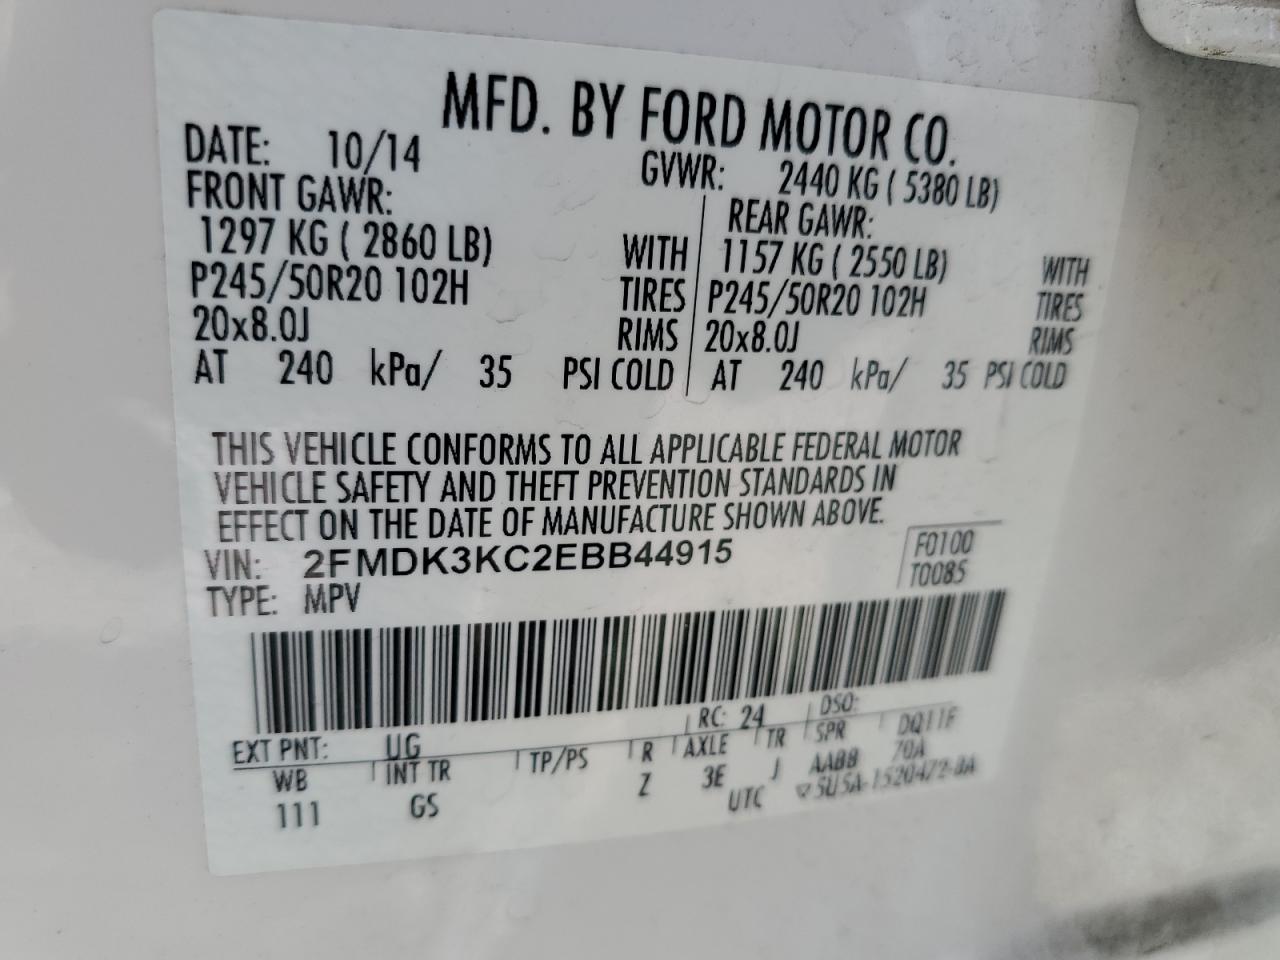 MFD. BY FORD MOTOR CO.
DATE: 10/14 GVWR: 2440 KG ( 5380 LB)
FRONT GAWR: REAR GAWR:
1297 KG ( 2860 LB) WITH 1157 KG ( 2550 LB) WITH
P245/50R20 102H TIRES P245/50R20 102H TIRES
20x8.0J RIMS 20x8.0J RIMS
AT 240 kPa/ 35 PSI COLD AT 240 kPa/ 35 PSI COLD
THIS VEHICLE CONFORMS TO ALL APPLICABLE FEDERAL MOTOR
VEHICLE SAFETY AND THEFT PREVENTION STANDARDS IN
EFFECT ON THE DATE OF MANUFACTURE SHOWN ABOVE.
VIN: 2FMDK3KC2EBB44915 F0100
TYPE: MPV T0085
EXT PNT: UG RC: 24 DSO:
WB INT TR TP/PS R AXLE TR SPR DQ11F
111 GS Z 3E J AABB 70A
UTC